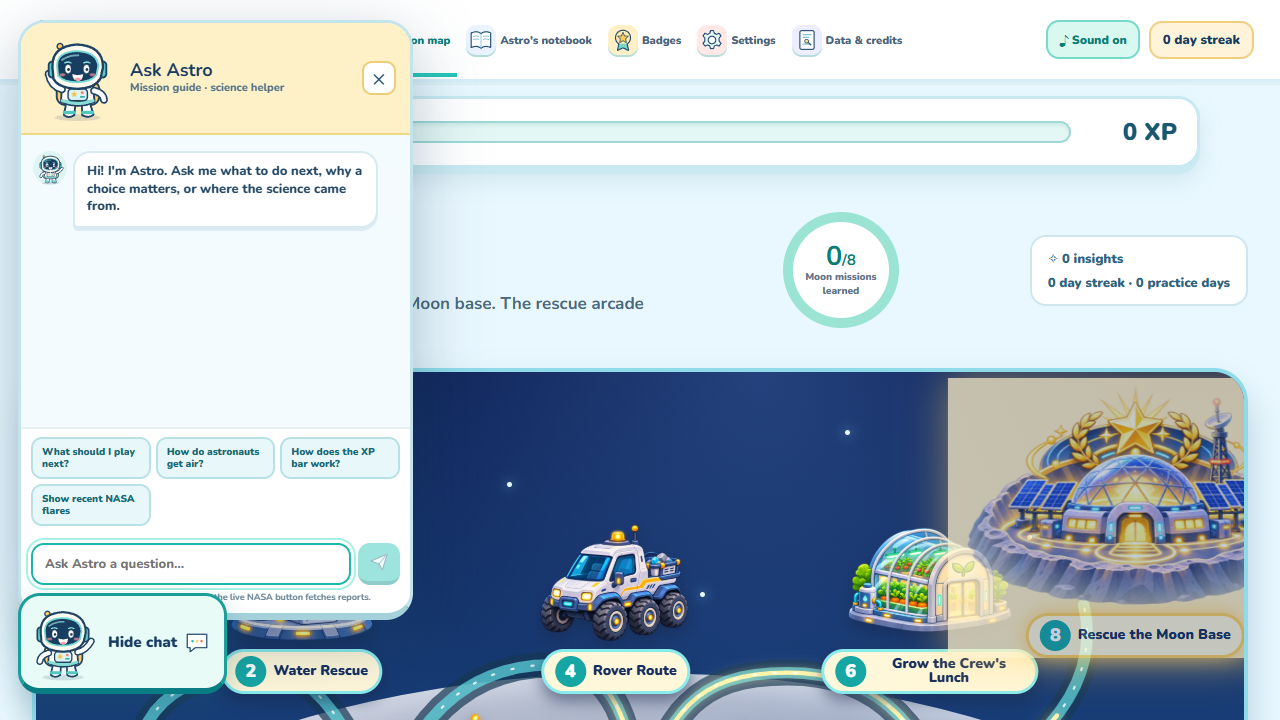 on map
Astro's notebook
Badges
Settings
Data & credits
Sound on
0 day streak
Ask Astro
Mission guide · science helper
0 XP
Hi! I'm Astro. Ask me what to do next, why a
choice matters, or where the science came
from.
0/8
Moon missions
learned
0 insights
0 day streak · 0 practice days
Moon base. The rescue arcade
What should I play
next?
How do astronauts
get air?
How does the XP
bar work?
Show recent NASA
flares
Ask Astro a question...
the live NASA button fetches reports.
Hide chat
2 Water Rescue
4 Rover Route
6 Grow the Crew's
Lunch
8 Rescue the Moon Base